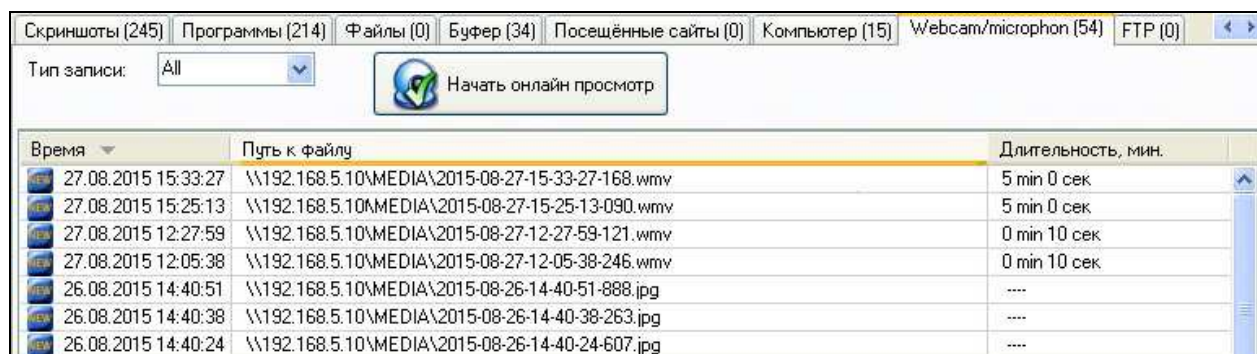 Скриншоты (245) Программы (214) Файлы (0) Буфер (34) Посещённые сайты (0) Компьютер (15) Webcam/microphon (54) FTP (0)
Тип записи: All Начать онлайн просмотр
Время Путь к файлу Длительность, мин.
NEW 27.08.2015 15:33:27 \\192.168.5.10\MEDIA\2015-08-27-15-33-27-168.wmv 5 min 0 сек
NEW 27.08.2015 15:25:13 \\192.168.5.10\MEDIA\2015-08-27-15-25-13-090.wmv 5 min 0 сек
NEW 27.08.2015 12:27:59 \\192.168.5.10\MEDIA\2015-08-27-12-27-59-121.wmv 0 min 10 сек
NEW 27.08.2015 12:05:38 \\192.168.5.10\MEDIA\2015-08-27-12-05-38-246.wmv 0 min 10 сек
NEW 26.08.2015 14:40:51 \\192.168.5.10\MEDIA\2015-08-26-14-40-51-888.jpg ----
NEW 26.08.2015 14:40:38 \\192.168.5.10\MEDIA\2015-08-26-14-40-38-263.jpg ----
NEW 26.08.2015 14:40:24 \\192.168.5.10\MEDIA\2015-08-26-14-40-24-607.jpg ----